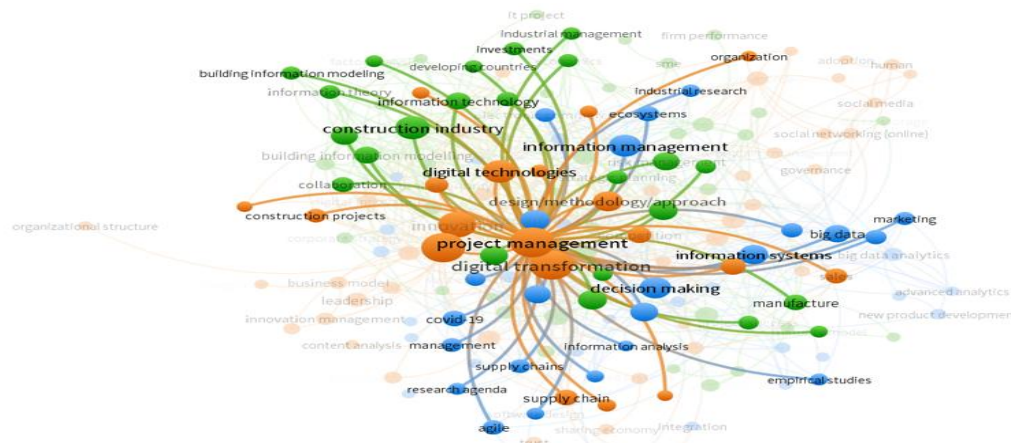 it project
industrial management
firm performance
investments
organization
developing countries
sme
human
building information modeling
information theory
industrial research
information technology
social media
ecosystems
construction industry
social networking (online)
information management
building information modelling
digital technologies
governance
collaboration
design/methodology/approach
construction projects
marketing
organizational structure
innovation
big data
project management
information systems
big data analytics
digital transformation
sales
business model
decision making
advanced analytics
leadership
manufacture
innovation management
covid-19
new product developmen
content analysis
management
information analysis
supply chains
empirical studies
research agenda
supply chain
agile
sharing economy
integration
trust